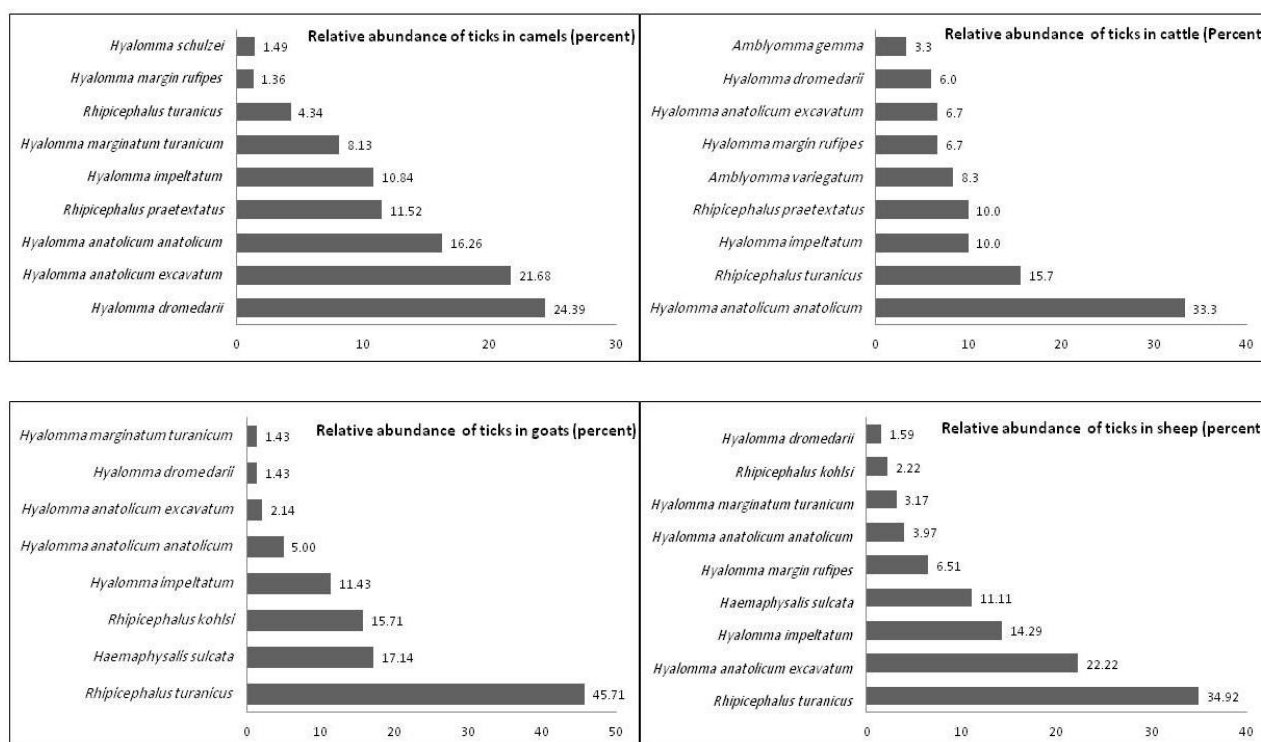 Relative abundance of ticks in camels (percent)
Hyalomma schulzei 1.49
Hyalomma margin rufipes 1.36
Rhipicephalus turanicus 4.34
Hyalomma marginatum turanicum 8.13
Hyalomma impeltatum 10.84
Rhipicephalus praetextatus 11.52
Hyalomma anatolicum anatolicum 16.26
Hyalomma anatolicum excavatum 21.68
Hyalomma dromedarii 24.39
0 10 20 30
Relative abundance of ticks in cattle (Percent
Amblyomma gemma 3.3
Hyalomma dromedarii 6.0
Hyalomma anatolicum excavatum 6.7
Hyalomma margin rufipes 6.7
Amblyomma variegatum 8.3
Rhipicephalus praetextatus 10.0
Hyalomma impeltatum 10.0
Rhipicephalus turanicus 15.7
Hyalomma anatolicum anatolicum 33.3
0 10 20 30 40
Relative abundance of ticks in goats (percent)
Hyalomma marginatum turanicum 1.43
Hyalomma dromedarii 1.43
Hyalomma anatolicum excavatum 2.14
Hyalomma anatolicum anatolicum 5.00
Hyalomma impeltatum 11.43
Rhipicephalus kohlsi 15.71
Haemaphysalis sulcata 17.14
Rhipicephalus turanicus 45.71
0 10 20 30 40 50
Relative abundance of ticks in sheep (percent
Hyalomma dromedarii 1.59
Rhipicephalus kohlsi 2.22
Hyalomma marginatum turanicum 3.17
Hyalomma anatolicum anatolicum 3.97
Hyalomma margin rufipes 6.51
Haemaphysalis sulcata 11.11
Hyalomma impeltatum 14.29
Hyalomma anatolicum excavatum 22.22
Rhipicephalus turanicus 34.92
0 10 20 30 40